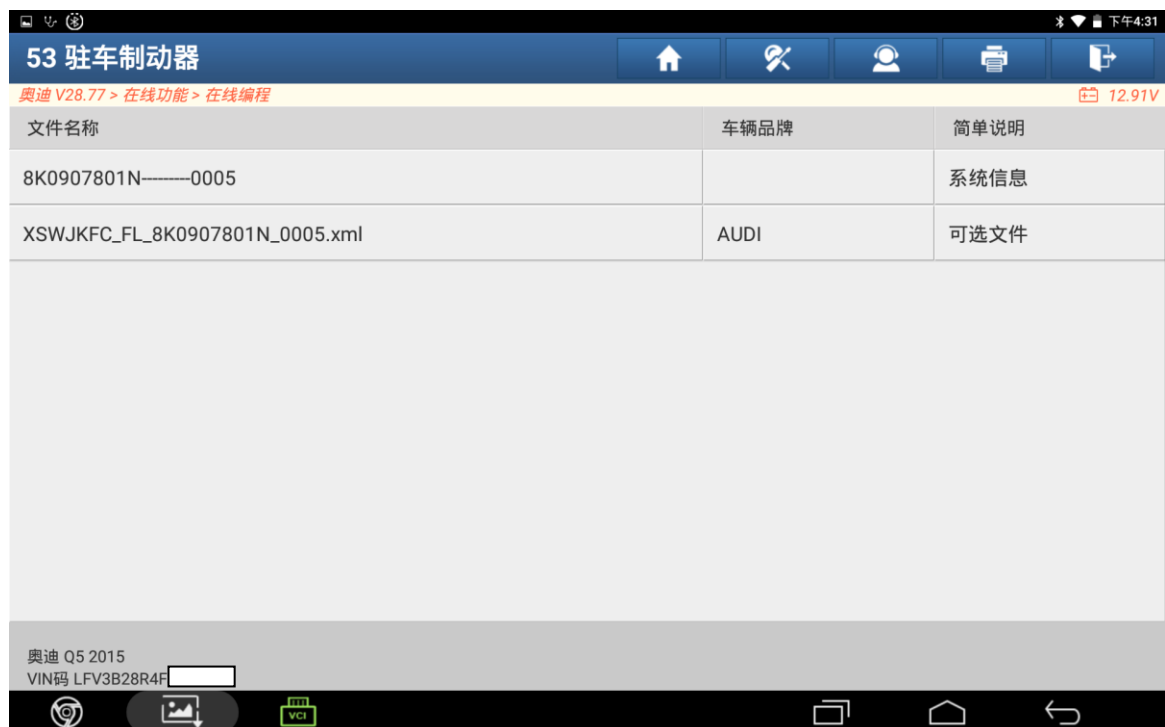 下午4:31
53 驻车制动器
奥迪 V28.77 > 在线功能 > 在线编程
12.91V
文件名称 车辆品牌 简单说明
8K0907801N---------0005 系统信息
XSWJKFC_FL_8K0907801N_0005.xml AUDI 可选文件
奥迪 Q5 2015
VIN码 LFV3B28R4F
VCI